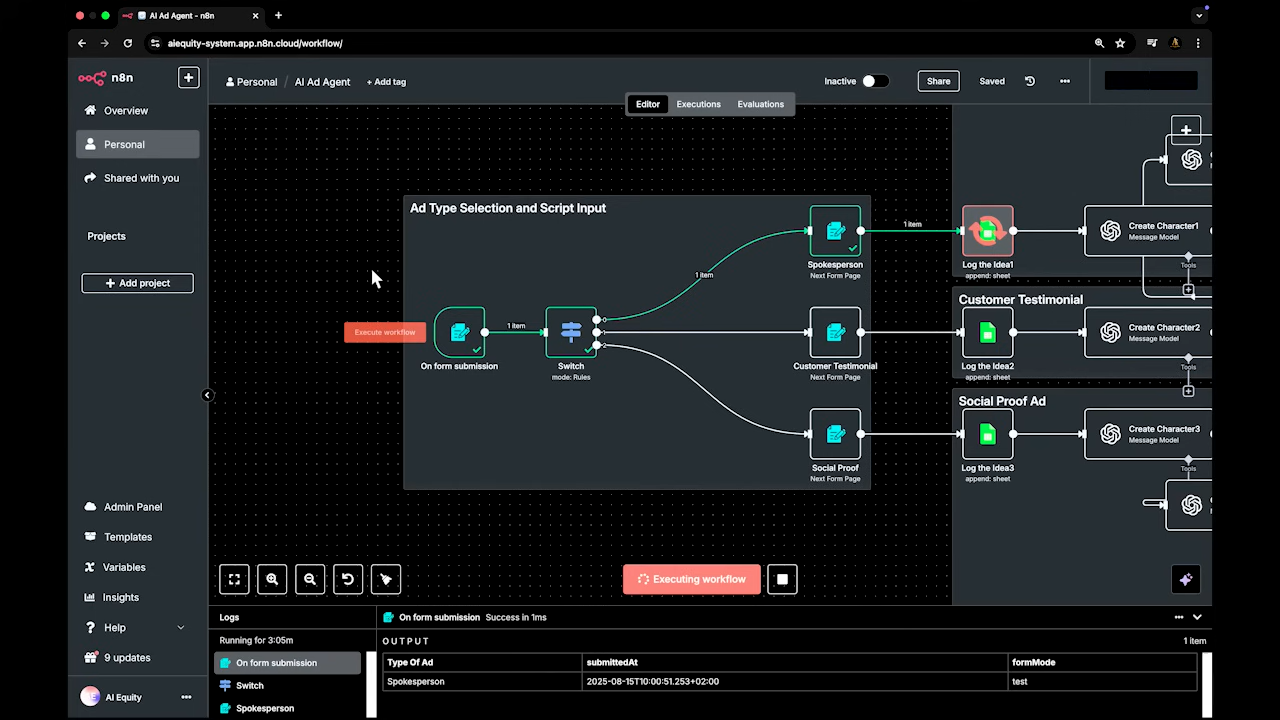 AI Ad Agent - n8n
aiequity-system.app.n8n.cloud/workflow/
n8n
Personal / AI Ad Agent + Add tag
Inactive
Share
Saved
Editor
Executions
Evaluations
Overview
Personal
Shared with you
Projects
Add project
Admin Panel
Templates
Variables
Insights
Help
9 updates
AI Equity
Ad Type Selection and Script Input
Execute workflow
On form submission
1 item
Switch
mode: Rules
0
1
2
1 item
Spokesperson
Next Form Page
Customer Testimonial
Next Form Page
Social Proof
Next Form Page
1 item
Log the Idea1
append: sheet
Create Character1
Message Model
Tools
Customer Testimonial
Log the Idea2
append: sheet
Create Character2
Message Model
Tools
Social Proof Ad
Log the Idea3
append: sheet
Create Character3
Message Model
Tools
Executing workflow
Logs
Running for 3:05m
On form submission
Switch
Spokesperson
On form submission Success in 1ms
OUTPUT
1 item
Type Of Ad submittedAt formMode
Spokesperson 2025-08-15T10:00:51.253+02:00 test